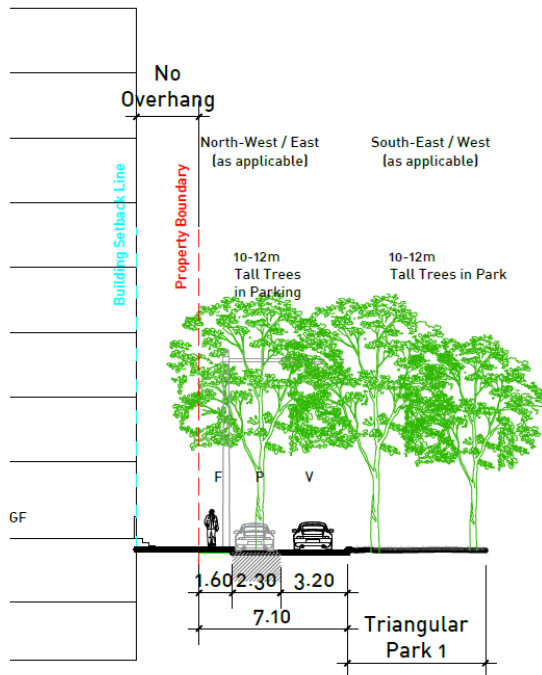 No
Overhang
North-West / East
(as applicable)
South-East / West
(as applicable)
Building Setback Line
Property Boundary
10-12m
Tall Trees
in Parking
10-12m
Tall Trees in Park
F P V
GF
1.60 2.30 3.20
7.10
Triangular
Park 1